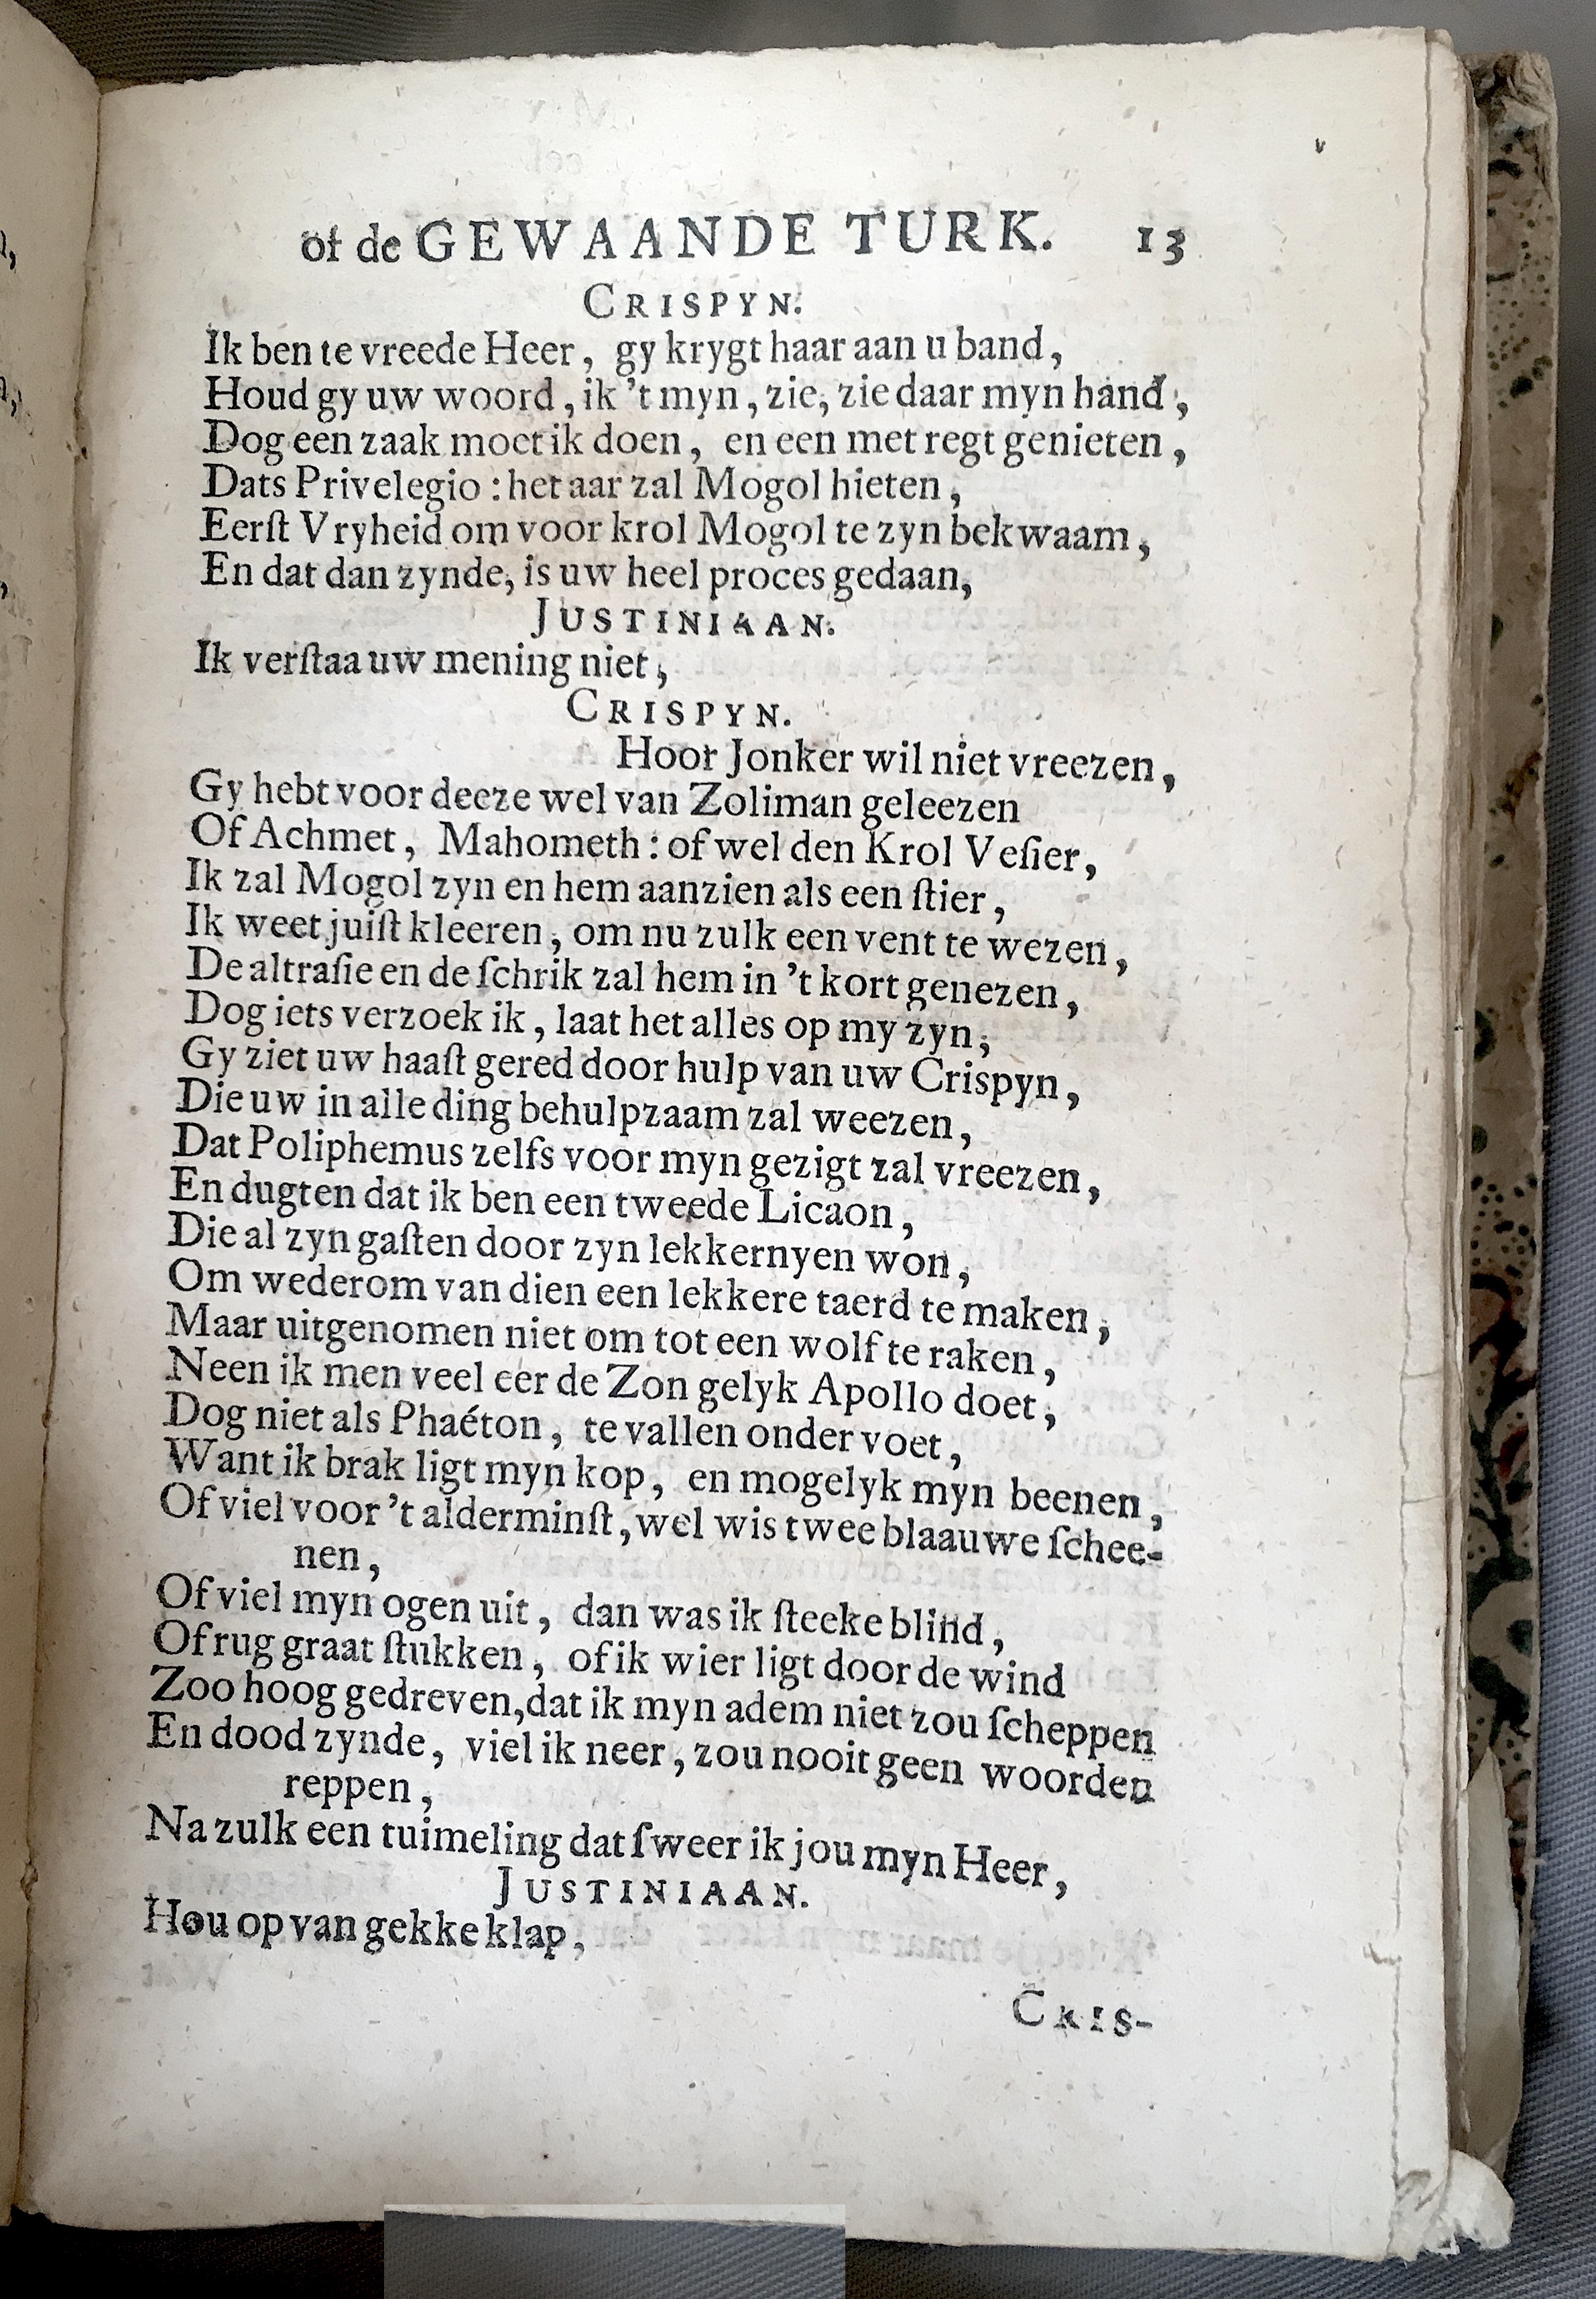 of de GEWAANDE TURK. 13
CRISPYN.
Ik ben te vreede Heer, gy krygt haar aan u band,
Houd gy uw woord, ik 't myn, zie, zie daar myn hand,
Dog een zaak moet ik doen, en een met regt genieten,
Dats Privelegio: het aar zal Mogol hieten,
Eerſt Vryheid om voor krol Mogol te zyn bekwaam,
En dat dan zynde, is uw heel proces gedaan,
JUSTINIAAN.
Ik verſtaa uw mening niet,
CRISPYN.
Hoor Jonker wil niet vreezen,
Gy hebt voor deeze wel van Zoliman geleezen
Of Achmet, Mahometh: of wel den Krol Veſier,
Ik zal Mogol zyn en hem aanzien als een ſtier,
Ik weet juiſt kleeren, om nu zulk een vent te wezen,
De altraſie en de ſchrik zal hem in 't kort genezen,
Dog iets verzoek ik, laat het alles op my zyn,
Gy ziet uw haaſt gered door hulp van uw Crispyn,
Die uw in alle ding behulpzaam zal weezen,
Dat Poliphemus zelfs voor myn gezigt zal vreezen,
En dugten dat ik ben een tweede Licaon,
Die al zyn gaſten door zyn lekkernyen won,
Om wederom van dien een lekkere taerd te maken,
Maar uitgenomen niet om tot een wolf te raken,
Neen ik men veel eer de Zon gelyk Apollo doet,
Dog niet als Phaéton, te vallen onder voet,
Want ik brak ligt myn kop, en mogelyk myn beenen,
Of viel voor 't alderminſt, wel wis twee blaauwe ſchee-
nen,
Of viel myn ogen uit, dan was ik ſteeke blind,
Of rug graat ſtukken, of ik wier ligt door de wind
Zoo hoog gedreven, dat ik myn adem niet zou ſcheppen
En dood zynde, viel ik neer, zou nooit geen woorden
reppen,
Na zulk een tuimeling dat ſweer ik jou myn Heer,
JUSTINIAAN.
Hou op van gekke klap,
CRIS-